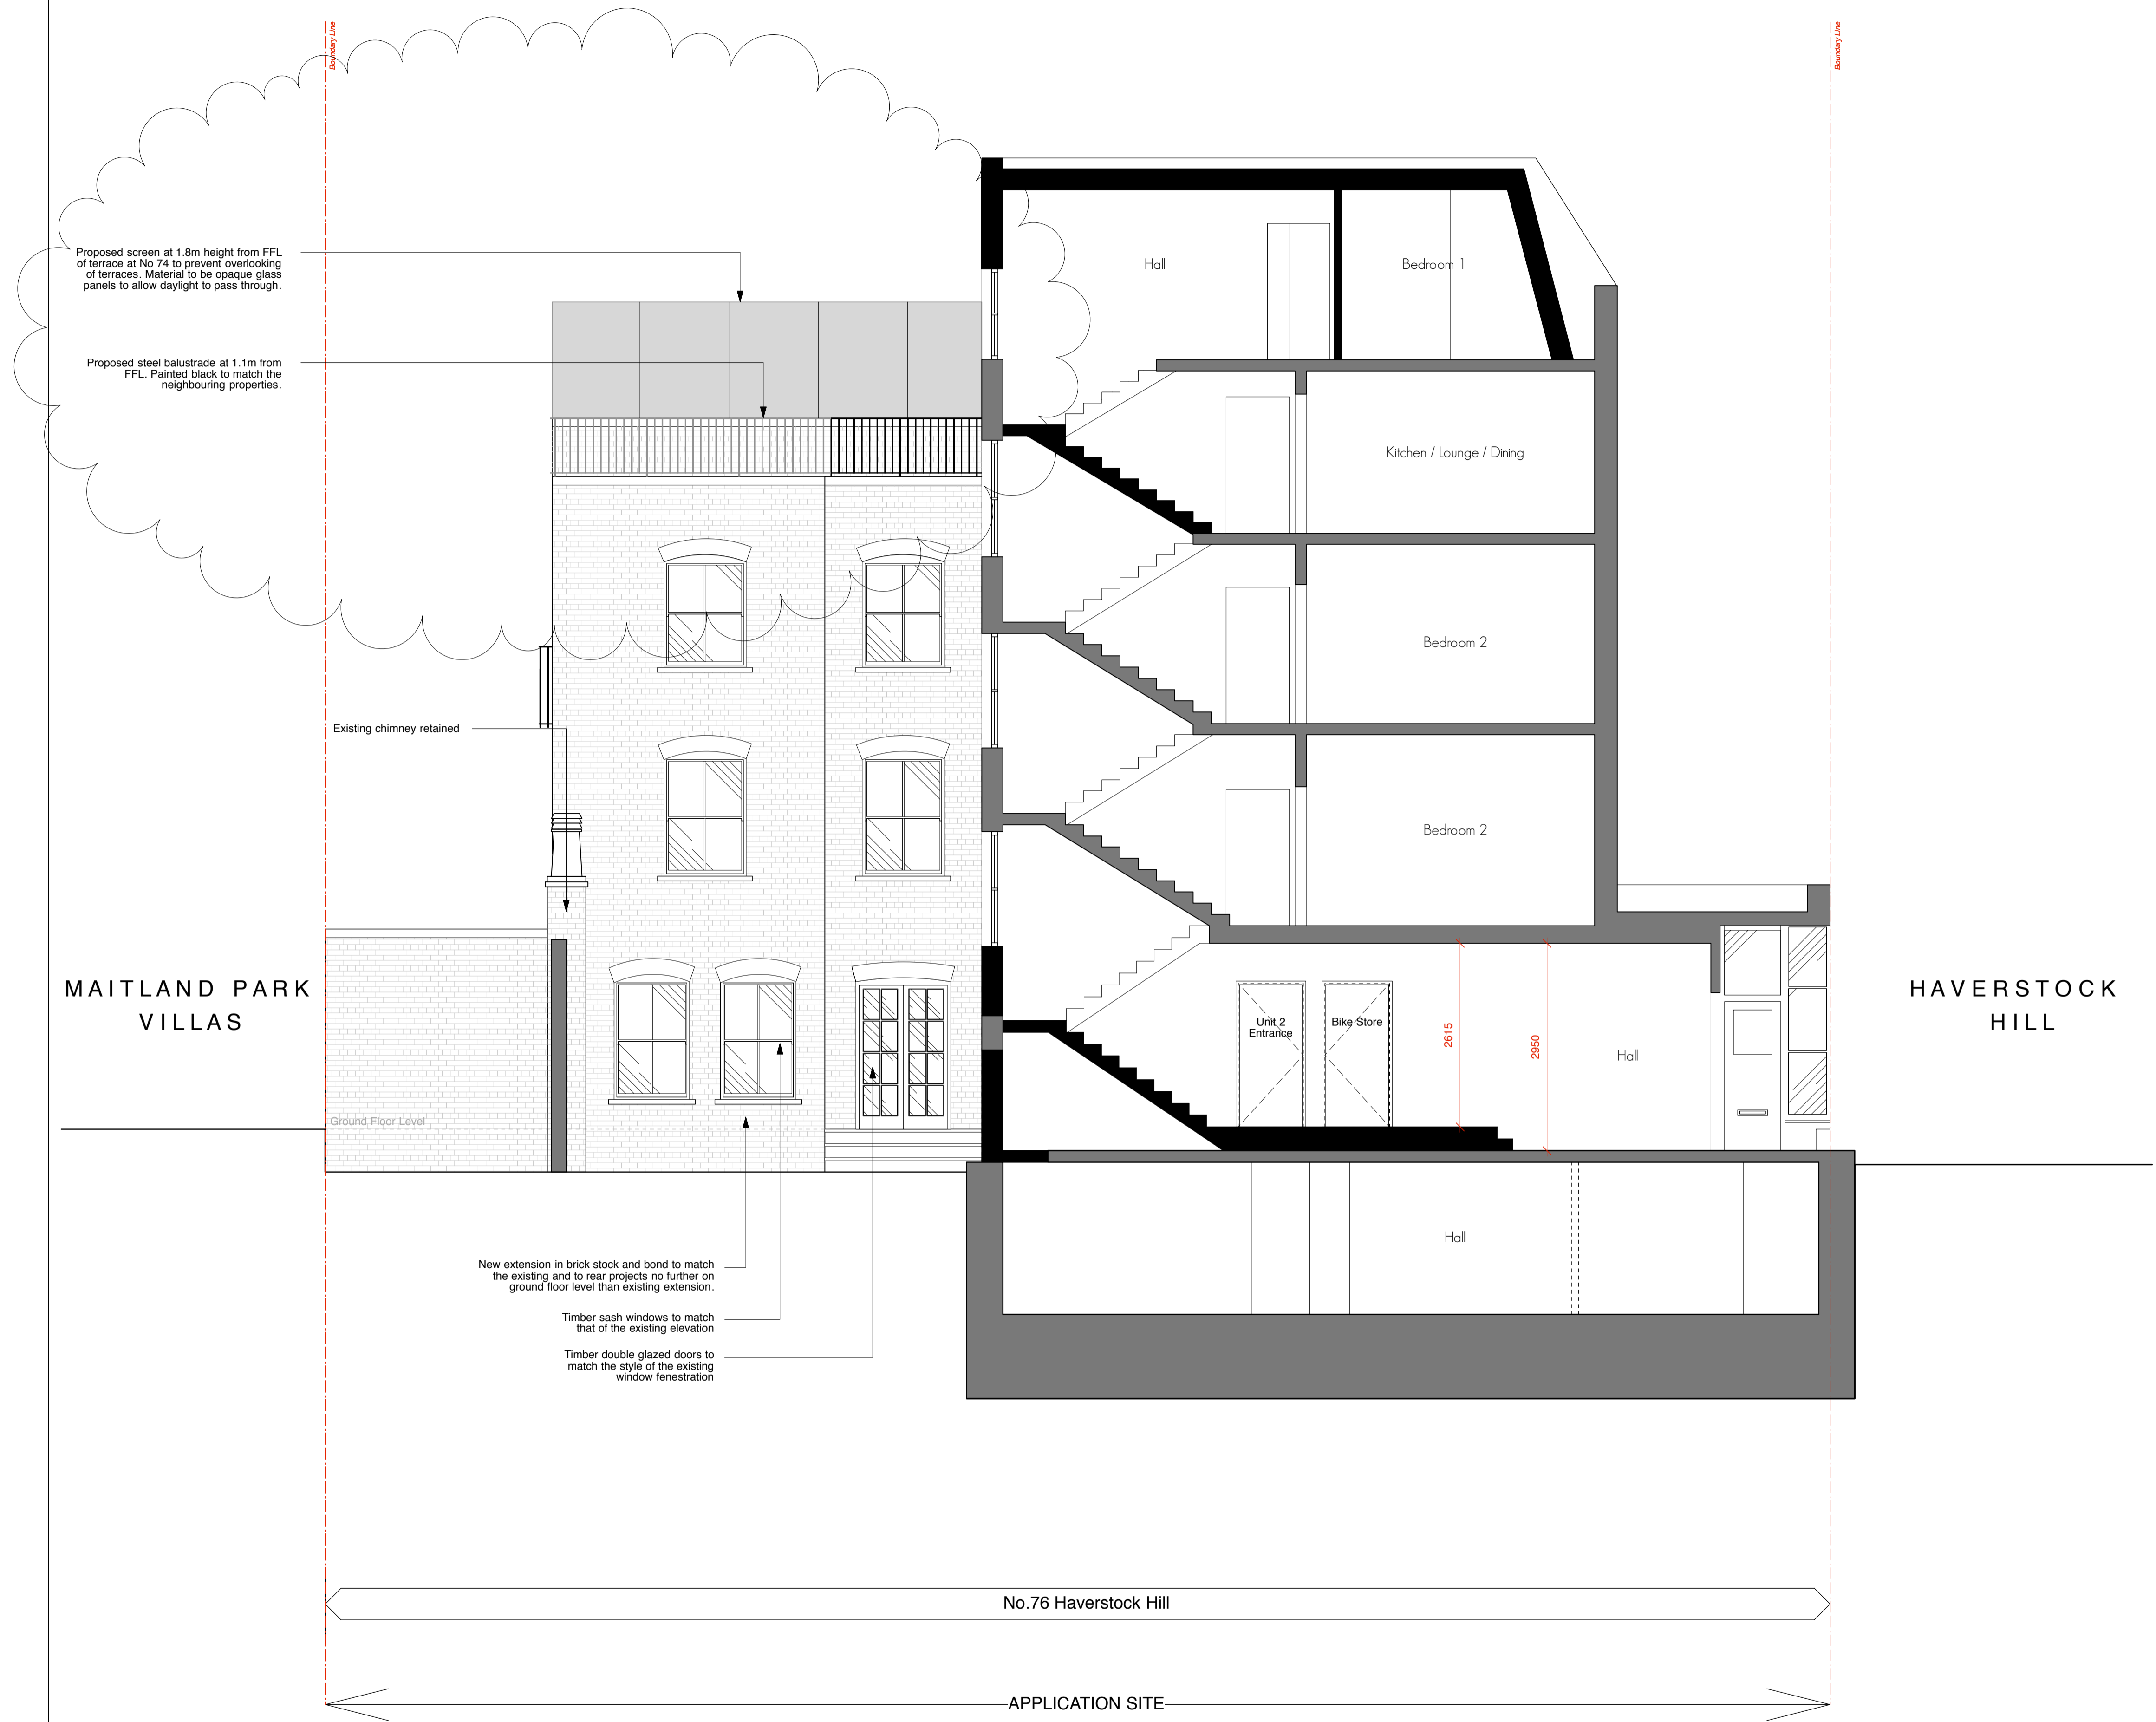 Boundary Line
Boundary Line
Proposed screen at 1.8m height from FFL
of terrace at No 74 to prevent overlooking
of terraces. Material to be opaque glass
panels to allow daylight to pass through.
Hall
Bedroom 1
Proposed steel balustrade at 1.1m from
FFL. Painted black to match the
neighbouring properties.
Kitchen / Lounge / Dining
Bedroom 2
Existing chimney retained
Bedroom 2
MAITLAND PARK
VILLAS
HAVERSTOCK
HILL
Unit 2
Entrance
Bike Store
2615
2950
Hall
Ground Floor Level
Hall
New extension in brick stock and bond to match
the existing and to rear projects no further on
ground floor level than existing extension.
Timber sash windows to match
that of the existing elevation
Timber double glazed doors to
match the style of the existing
window fenestration
No.76 Haverstock Hill
APPLICATION SITE